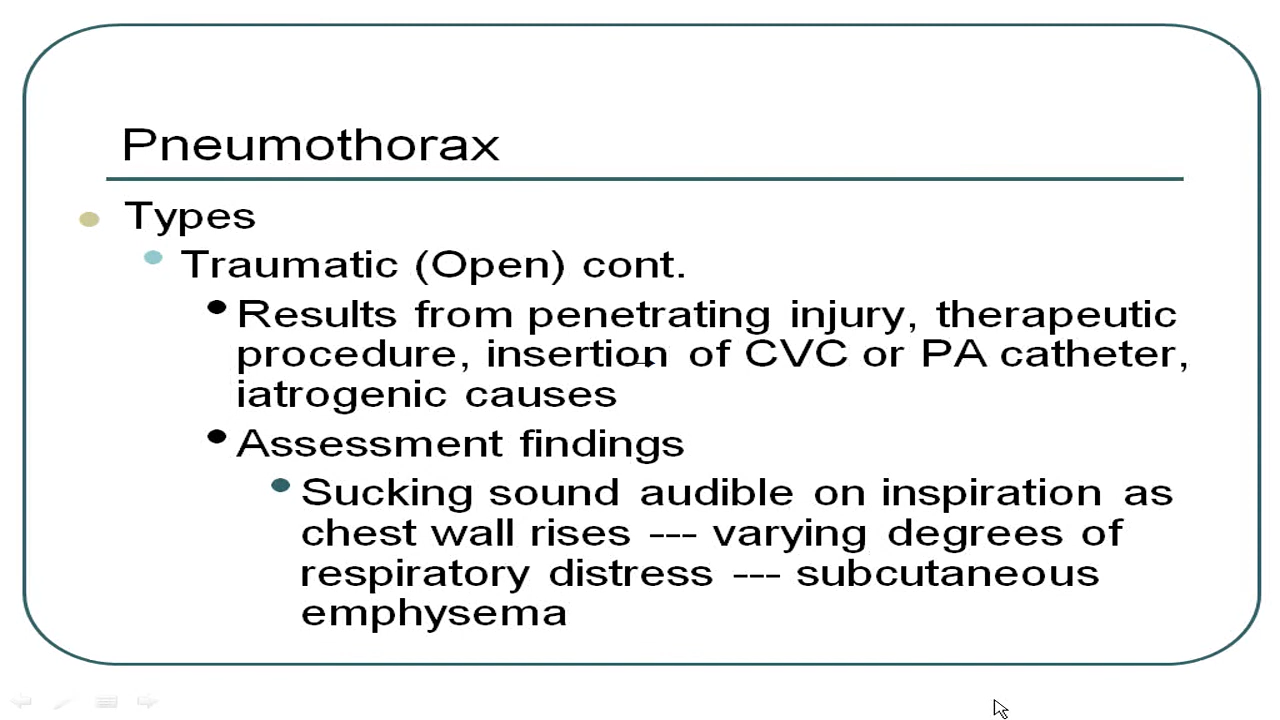 Pneumothorax
Types
Traumatic (Open) cont.
Results from penetrating injury, therapeutic
procedure, insertion of CVC or PA catheter,
iatrogenic causes
Assessment findings
Sucking sound audible on inspiration as
chest wall rises --- varying degrees of
respiratory distress --- subcutaneous
emphysema